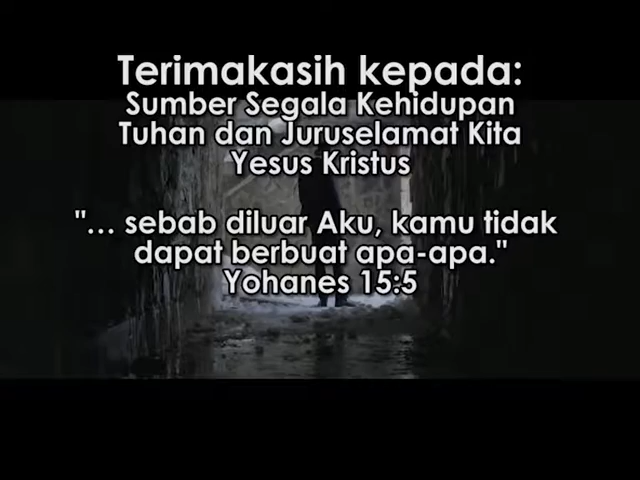 Terimakasih kepada:
Sumber Segala Kehidupan
Tuhan dan Juruselamat Kita
Yesus Kristus
"... sebab diluar Aku, kamu tidak
dapat berbuat apa-apa."
Yohanes 15:5